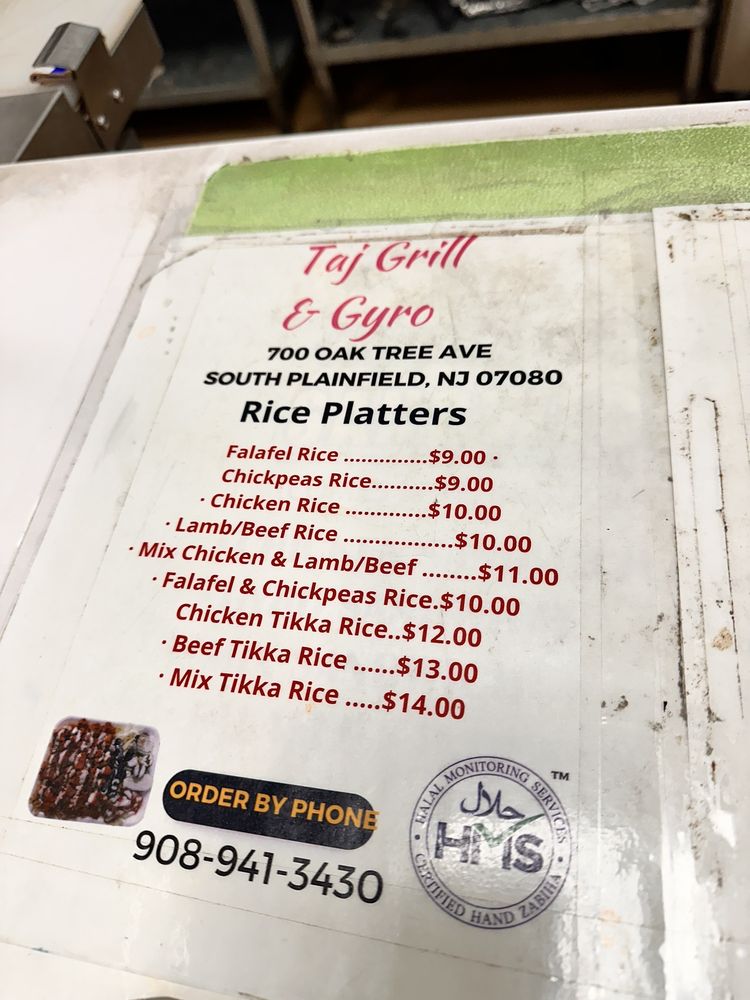 Taj Grill
& Gyro
700 OAK TREE AVE
SOUTH PLAINFIELD, NJ 07080
Rice Platters
Falafel Rice ..............$9.00 ·
Chickpeas Rice..........$9.00
· Chicken Rice .............$10.00
· Lamb/Beef Rice ..................$10.00
· Mix Chicken & Lamb/Beef ........$11.00
· Falafel & Chickpeas Rice.$10.00
Chicken Tikka Rice..$12.00
· Beef Tikka Rice ......$13.00
· Mix Tikka Rice .....$14.00
ORDER BY PHONE
908-941-3430
HALAL MONITORING SERVICES
TM
حلال
HMS
CERTIFIED HAND ZABIHA